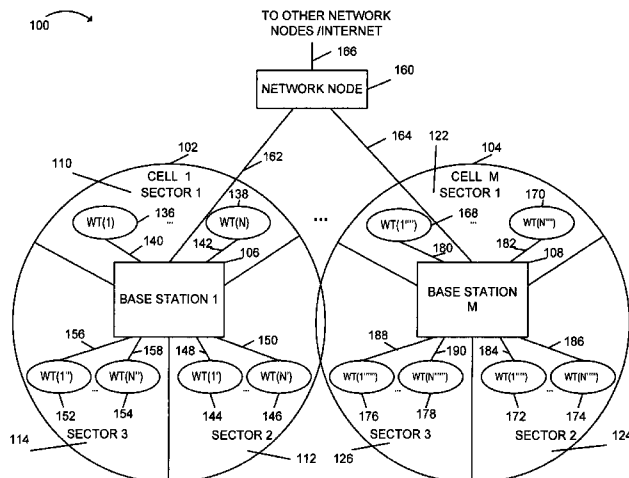 100
TO OTHER NETWORK
NODES /INTERNET
166
160
NETWORK NODE
162
164
102
104
110
122
CELL 1
SECTOR 1
CELL M
SECTOR 1
138
170
WT(1)
136
...
WT(N)
...
WT(1'''')
168
...
WT(N'''')
140
142
106
180
182
108
BASE STATION 1
BASE STATION
M
156
158
148
150
188
190
184
186
WT(1'')
...
WT(N'')
WT(1')
...
WT(N')
WT(1''''')
...
WT(N''''')
WT(1'''')
...
WT(N'''')
152
154
144
146
176
178
172
174
SECTOR 3
SECTOR 2
SECTOR 3
SECTOR 2
114
112
126
124